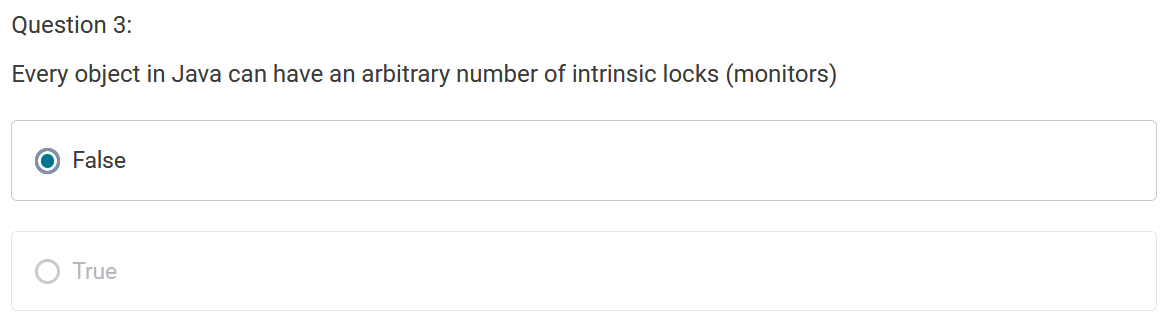 Question 3:
Every object in Java can have an arbitrary number of intrinsic locks (monitors)
False
True